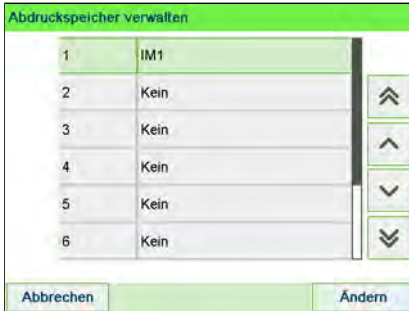 Abdruckspeicher verwalten
1 IM1
2 Kein
3 Kein
4 Kein
5 Kein
6 Kein
Abbrechen Ändern